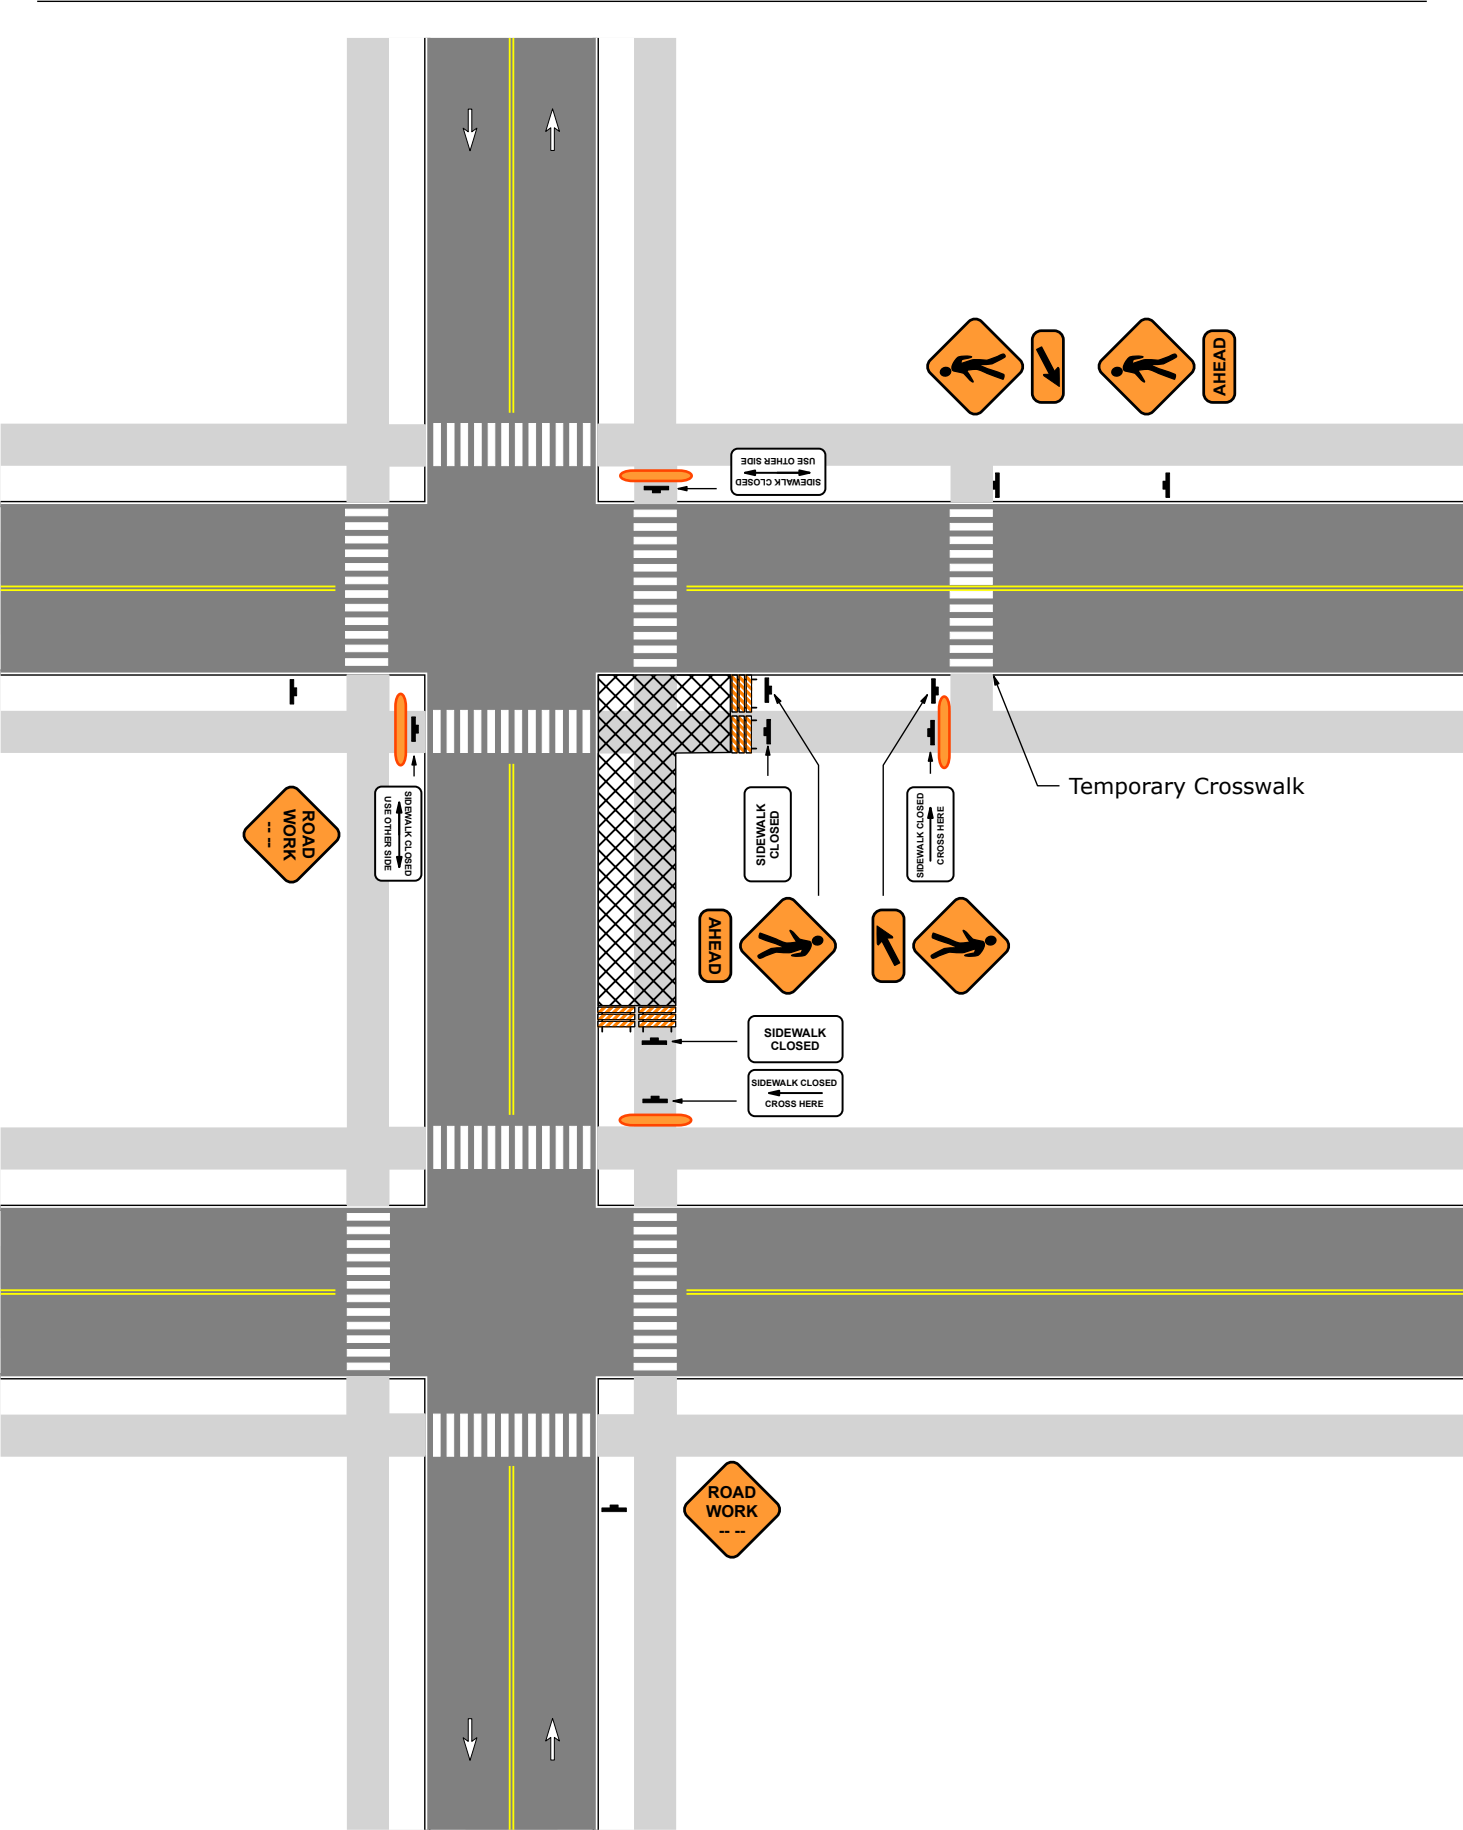 AHEAD
SIDEWALK CLOSED
USE OTHER SIDE
Temporary Crosswalk
ROAD
WORK
-- --
SIDEWALK CLOSED
USE OTHER SIDE
SIDEWALK
CLOSED
SIDEWALK CLOSED
CROSS HERE
AHEAD
SIDEWALK
CLOSED
SIDEWALK CLOSED
CROSS HERE
ROAD
WORK
-- --